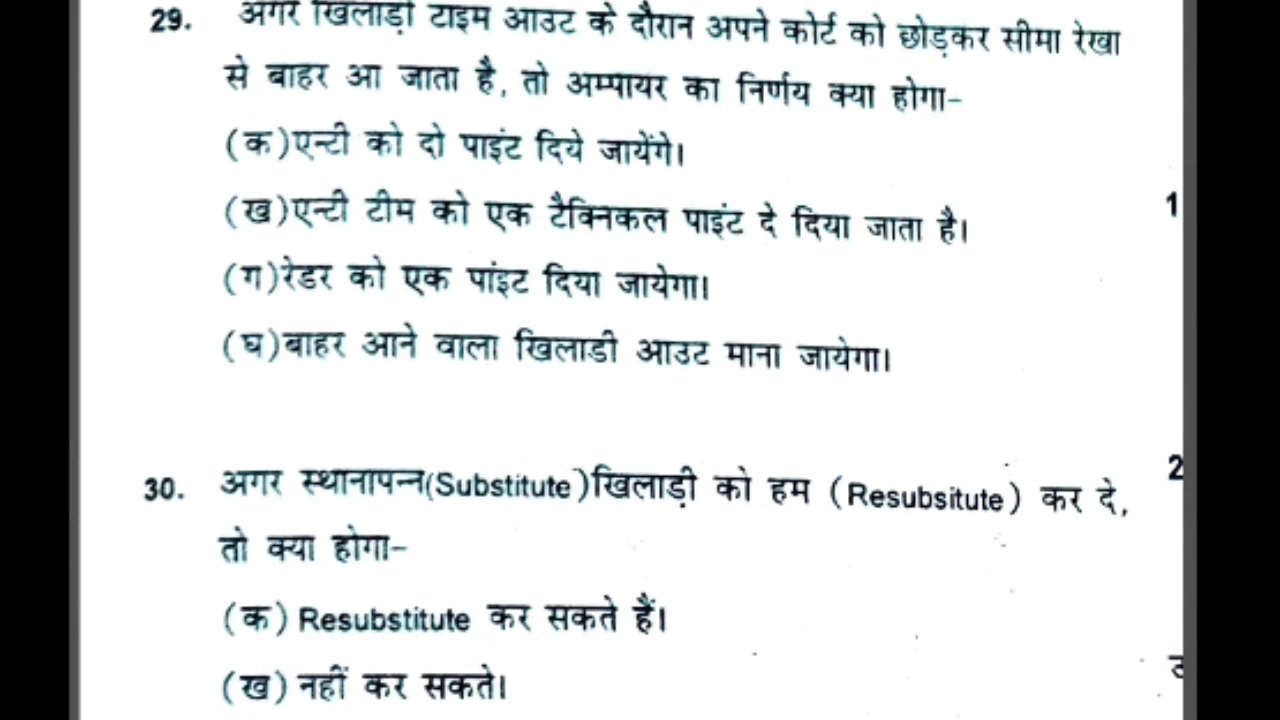 29. अगर खिलाड़ी टाइम आउट के दौरान अपने कोर्ट को छोड़कर सीमा रेखा
से बाहर आ जाता है, तो अम्पायर का निर्णय क्या होगा-
(क)एन्टी को दो पाइंट दिये जायेंगे।
(ख)एन्टी टीम को एक टैक्निकल पाइंट दे दिया जाता है।
(ग)रेडर को एक पांइट दिया जायेगा।
(घ)बाहर आने वाला खिलाडी आउट माना जायेगा।
30. अगर स्थानापन्न(Substitute)खिलाड़ी को हम (Resubsitute) कर दे,
तो क्या होगा-
(क) Resubstitute कर सकते हैं।
(ख) नहीं कर सकते।
1
2